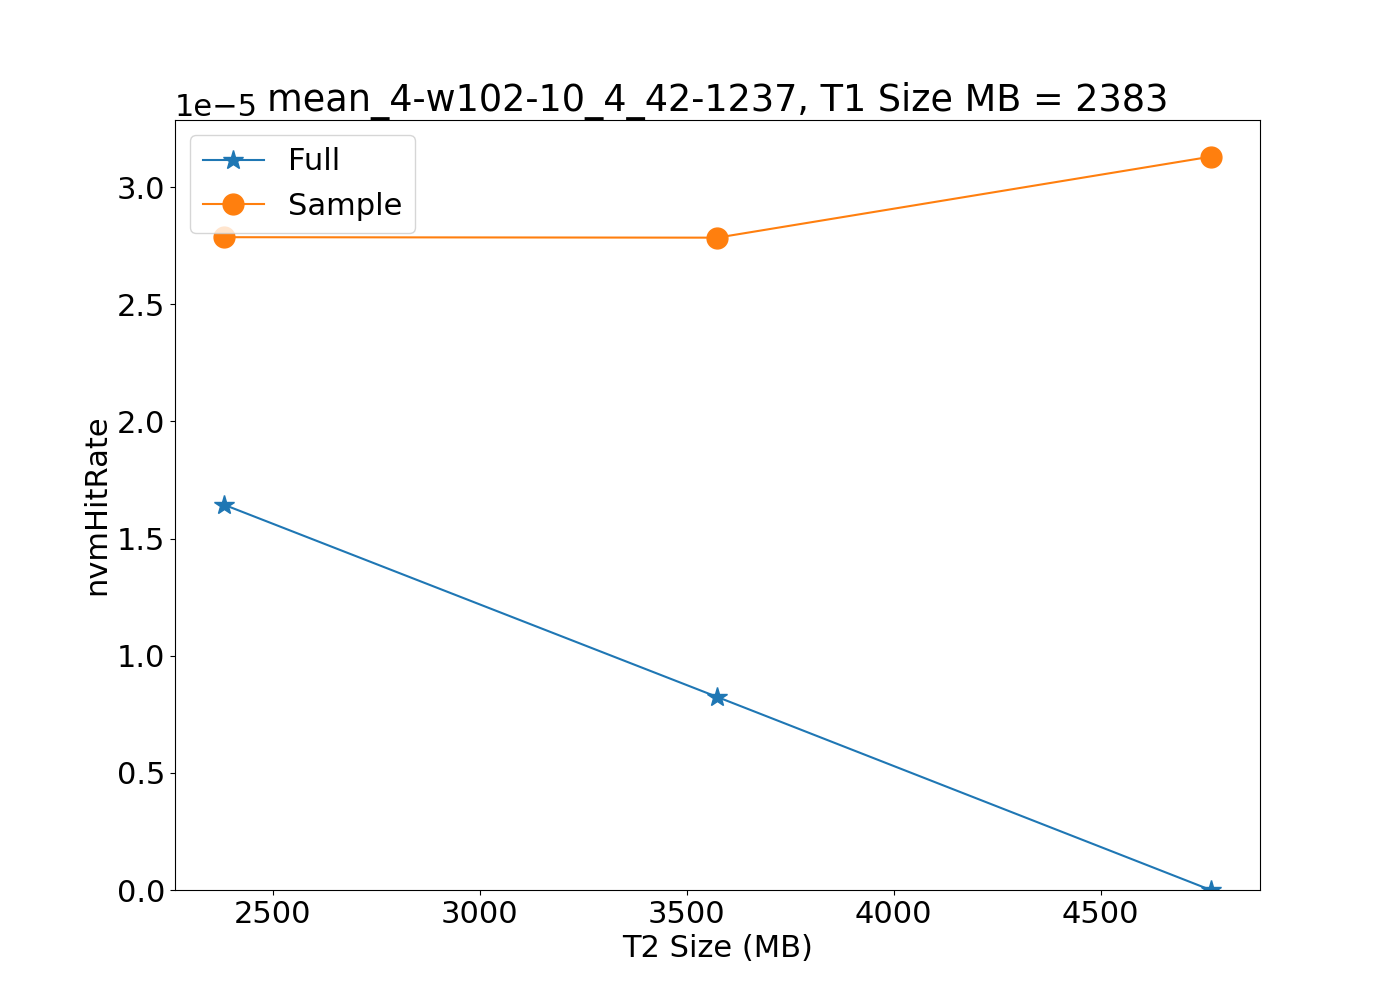 1e−5
mean_4-w102-10_4_42-1237, T1 Size MB = 2383
Full
Sample
3.0
2.5
2.0
1.5
1.0
0.5
0.0
nvmHitRate
2500 3000 3500 4000 4500
T2 Size (MB)